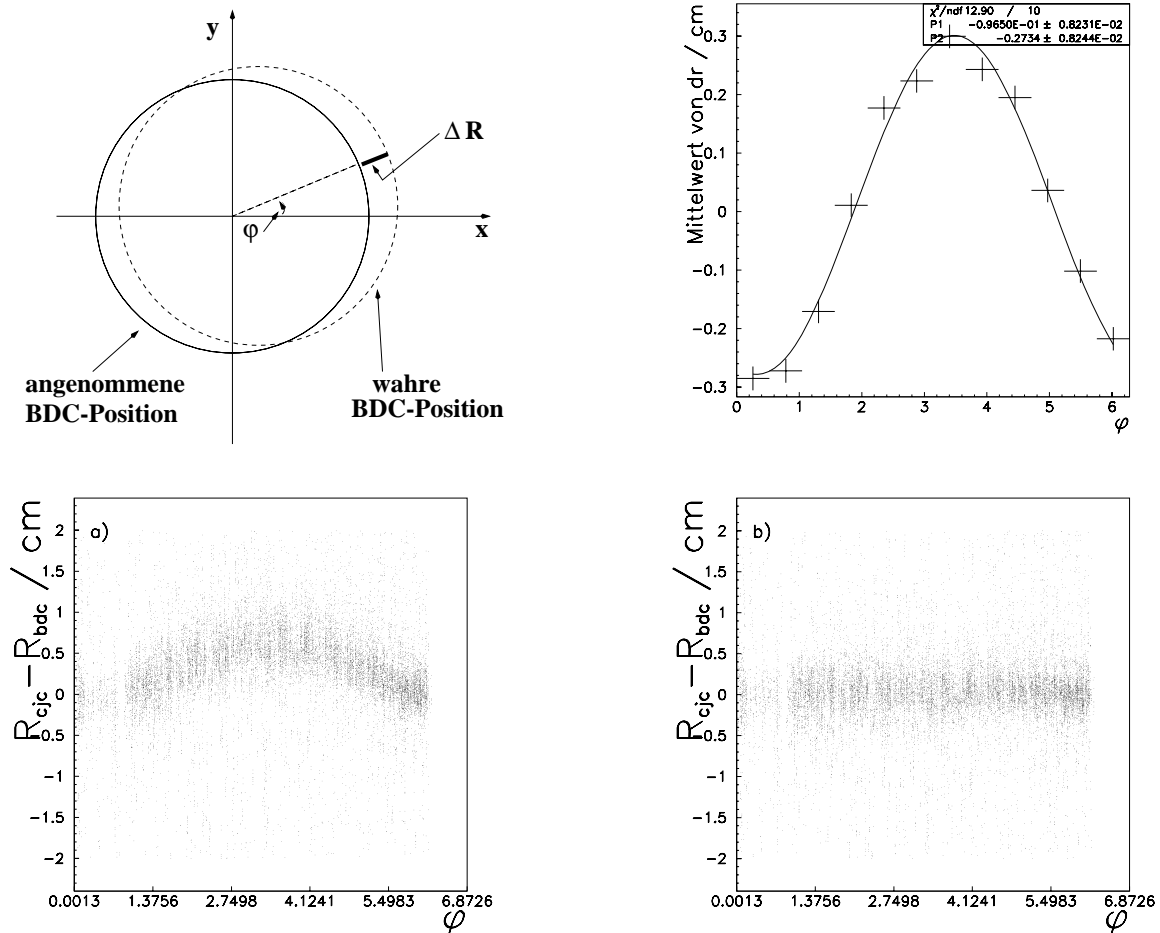 y
Δ R
φ
x
angenommene
BDC-Position
wahre
BDC-Position
χ²/ndf 12.90 / 10
P1 -0.9650E-01 ± 0.8231E-02
P2 -0.2734 ± 0.8244E-02
Mittelwert von dr / cm
0.3
0.2
0.1
0
-0.1
-0.2
-0.3
0 1 2 3 4 5 6
φ
a)
R_cjc − R_bdc / cm
2
1.5
1
0.5
0
-0.5
-1
-1.5
-2
0.0013 1.3756 2.7498 4.1241 5.4983 6.8726
φ
b)
R_cjc − R_bdc / cm
2
1.5
1
0.5
0
-0.5
-1
-1.5
-2
0.0013 1.3756 2.7498 4.1241 5.4983 6.8726
φ